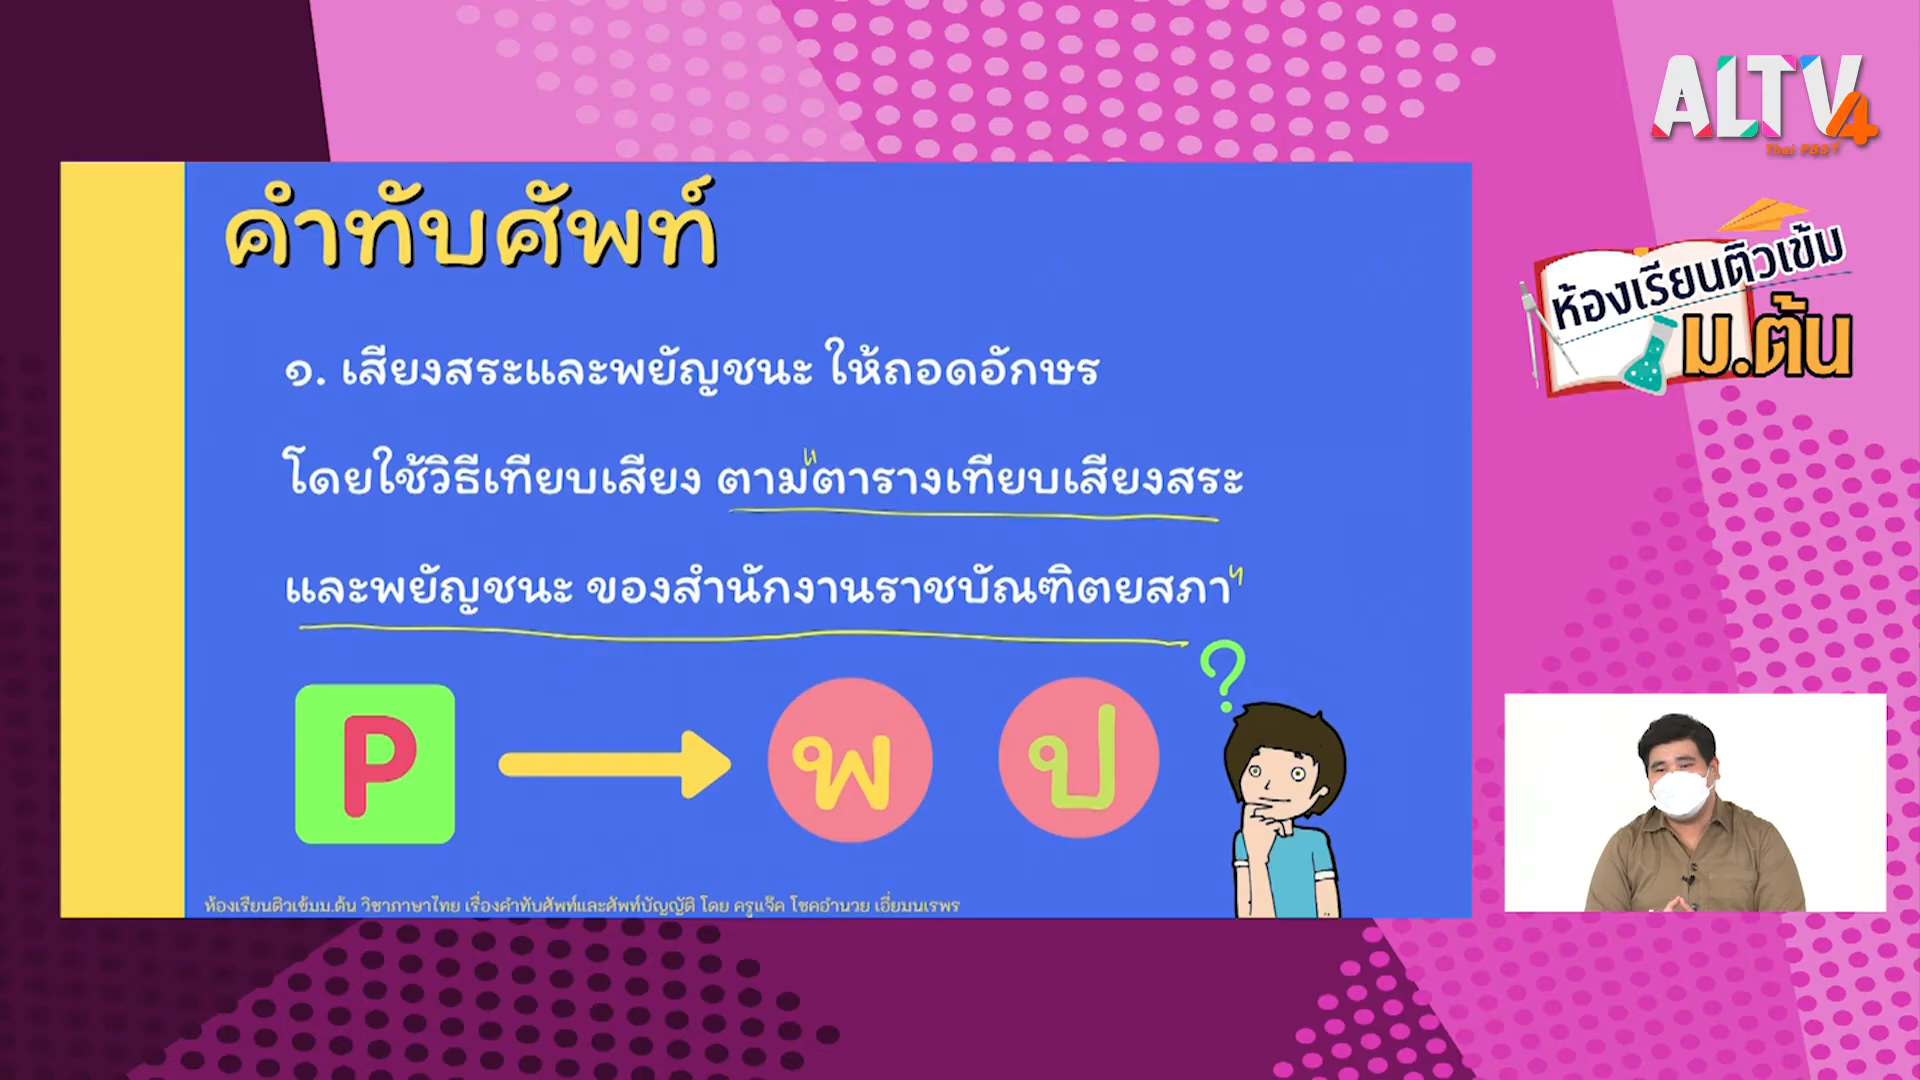 คำทับศัพท์
๑. เสียงสระและพยัญชนะ ให้ถอดอักษร
โดยใช้วิธีเทียบเสียง ตาม"ตารางเทียบเสียงสระ
และพยัญชนะ ของสำนักงานราชบัณฑิตยสภา"
P พ ป ?
ห้องเรียนติวเข้มม.ต้น วิชาภาษาไทย เรื่องคำทับศัพท์และศัพท์บัญญัติ โดย ครูแจ็ค โชคอำนวย เอี่ยมนเรพร
ALTV4
Thai PBS
ห้องเรียนติวเข้ม
ม.ต้น